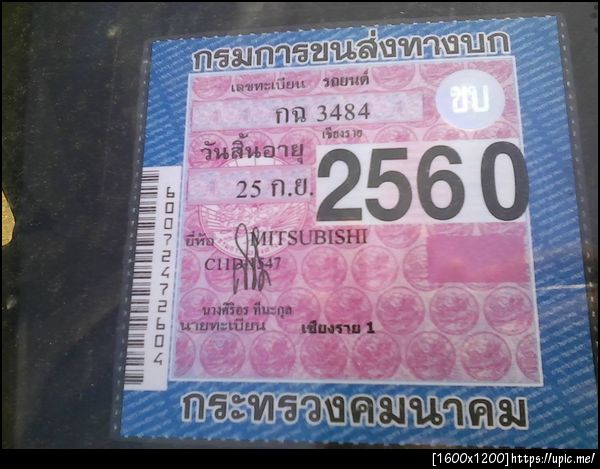 กรมการขนส่งทางบก
เลขทะเบียน รถยนต์
ขบ
กฉ 3484
เชียงราย
วันสิ้นอายุ
25 ก.ย. 2560
ยี่ห้อ MITSUBISHI
นางศิริอร ทีนะกุล
นายทะเบียน เชียงราย 1
60072472604
กระทรวงคมนาคม
[1600x1200]https://upic.me/